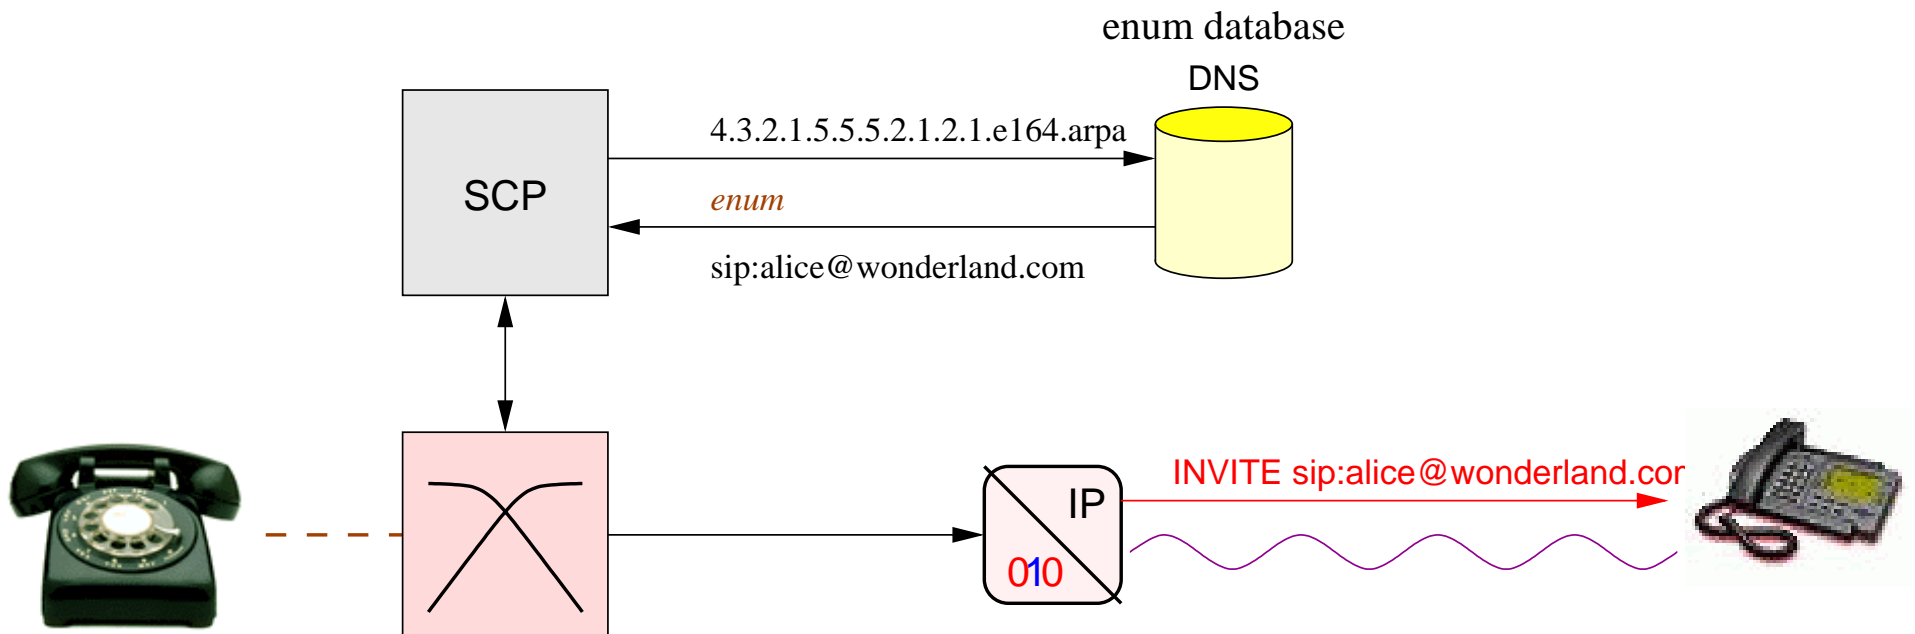 enum database
DNS
4.3.2.1.5.5.5.2.1.2.1.e164.arpa
SCP
enum
sip:alice@wonderland.com
INVITE sip:alice@wonderland.cor
IP
010